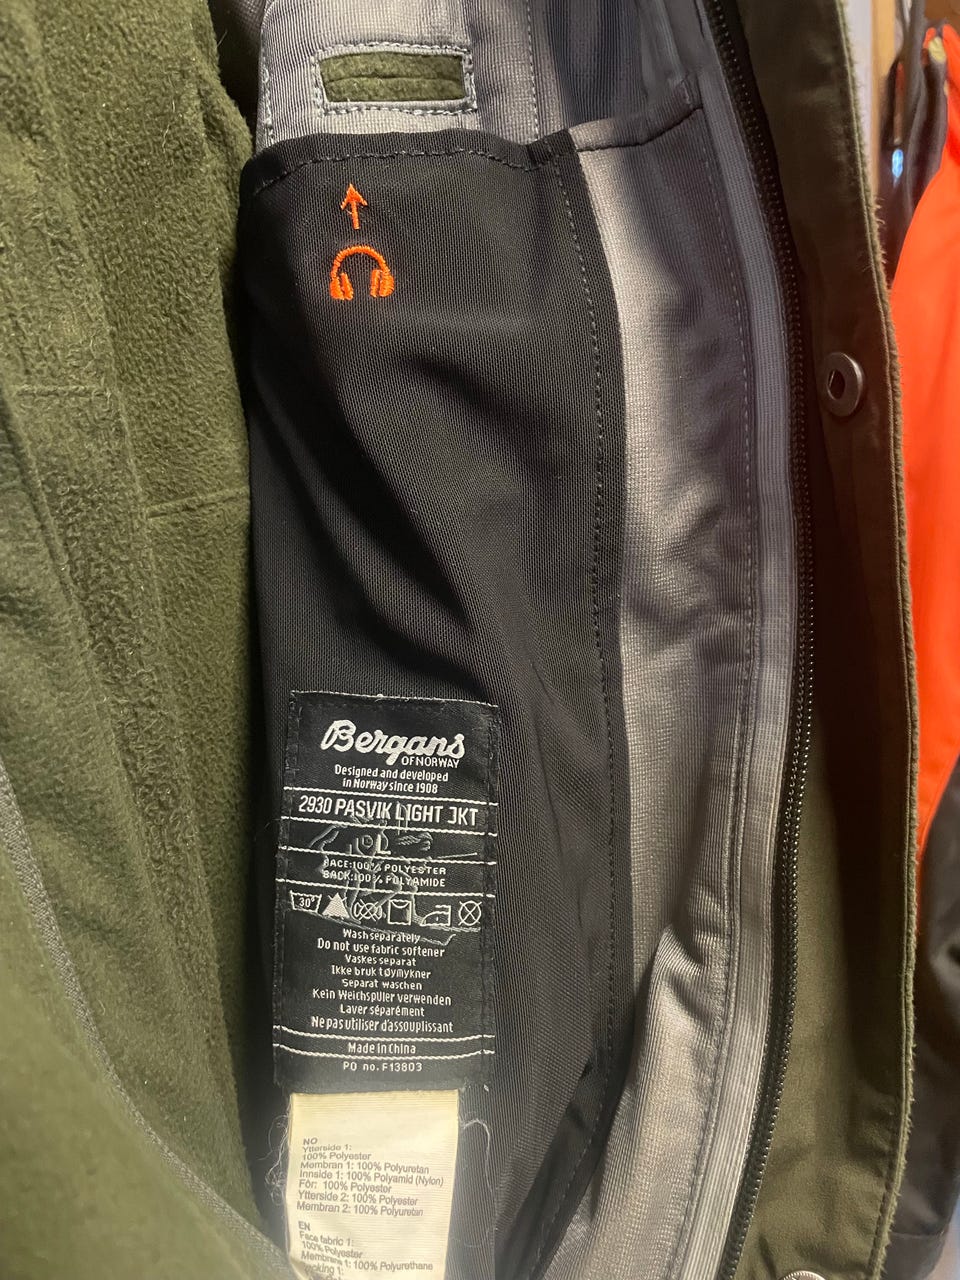 Bergans
OF NORWAY
Designed and developed
in Norway since 1908
2930 PASVIK LIGHT JKT
L
FACE:100% POLYESTER
BACK:100% POLYAMIDE
30°
Wash separately
Do not use fabric softener
Vaskes separat
Ikke bruk tøymykner
Separat waschen
Kein Weichspüler verwenden
Laver séparément
Ne pas utiliser d'assouplissant
Made in China
PO no. F13803
NO
Ytterside 1:
100% Polyester
Membran 1: 100% Polyuretan
Innside 1: 100% Polyamid (Nylon)
Fôr: 100% Polyester
Ytterside 2: 100% Polyester
Membran 2: 100% Polyuretan
EN
Face fabric 1:
100% Polyester
Membrane 1: 100% Polyurethane